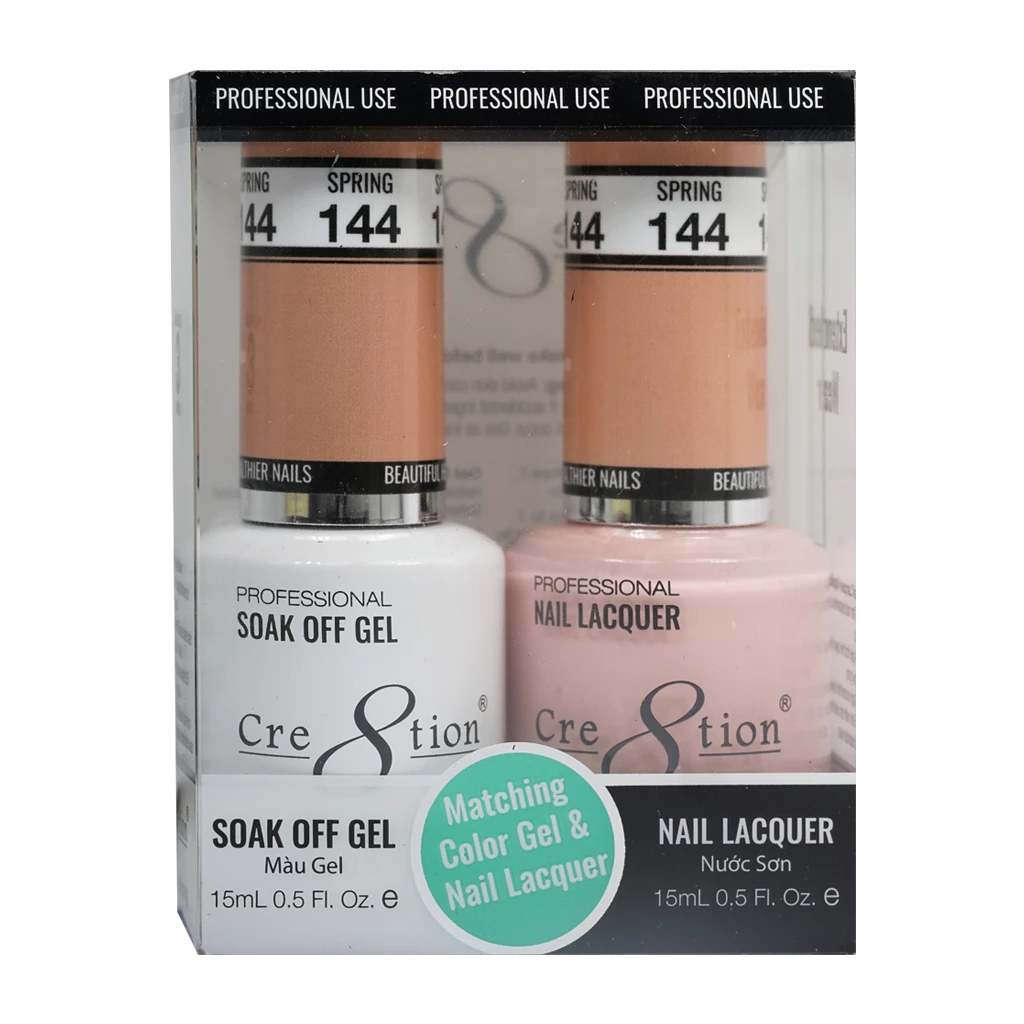 PROFESSIONAL USE PROFESSIONAL USE PROFESSIONAL USE
SPRING
144
SPRING
144
LTHIER NAILS BEAUTIFUL
LTHIER NAILS BEAUTIFUL
PROFESSIONAL
SOAK OFF GEL
Cre8tion®
PROFESSIONAL
NAIL LACQUER
Cre8tion®
Matching
Color Gel &
Nail Lacquer
SOAK OFF GEL
Màu Gel
15mL 0.5 Fl. Oz. e
NAIL LACQUER
Nước Sơn
15mL 0.5 Fl. Oz. e